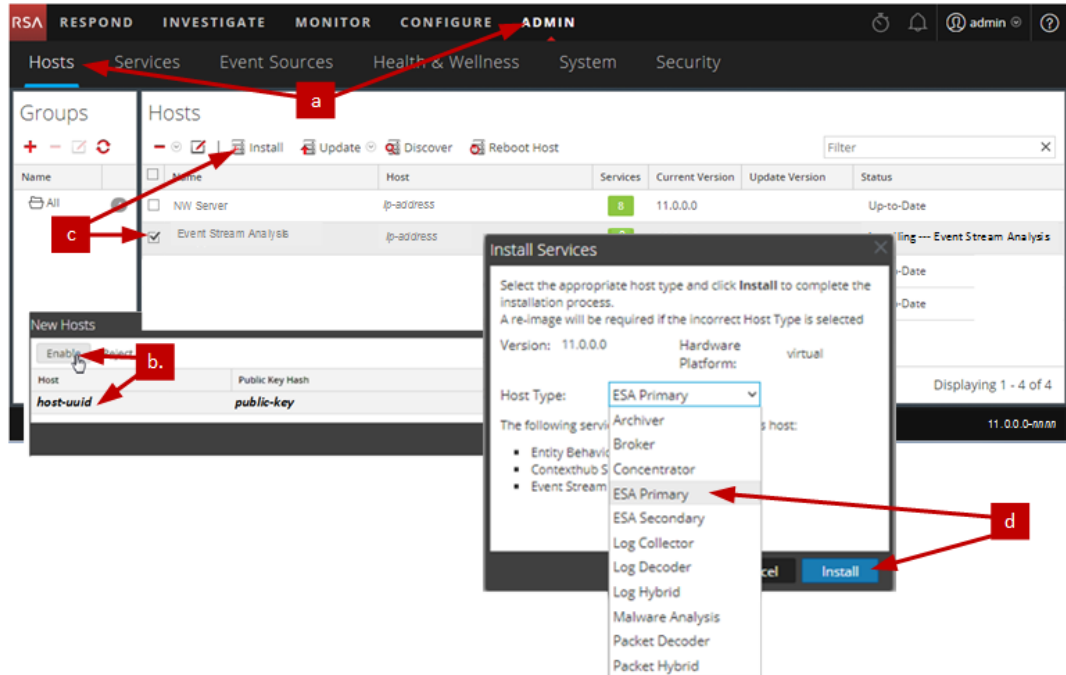 RSA RESPOND INVESTIGATE MONITOR CONFIGURE ADMIN admin
Hosts Services Event Sources Health & Wellness System Security
a
Groups
Hosts
Install Update Discover Reboot Host Filter
Name
Name Host Services Current Version Update Version Status
All
NW Server ip-address 8 11.0.0.0 Up-to-Date
c
Event Stream Analysis ip-address --- Event Stream Analysis
New Hosts
Enable Reject
b.
Host Public Key Hash
host-uuid public-key
Install Services
Select the appropriate host type and click Install to complete the
installation process.
A re-image will be required if the incorrect Host Type is selected
Version: 11.0.0.0 Hardware
Platform: virtual
Host Type: ESA Primary
The following host:
Entity
Contexthub
Event Stream
Archiver
Broker
Concentrator
ESA Primary
ESA Secondary
Log Collector
Log Decoder
Log Hybrid
Malware Analysis
Packet Decoder
Packet Hybrid
Install
d
Displaying 1 - 4 of 4
11.0.0.0-nnnn